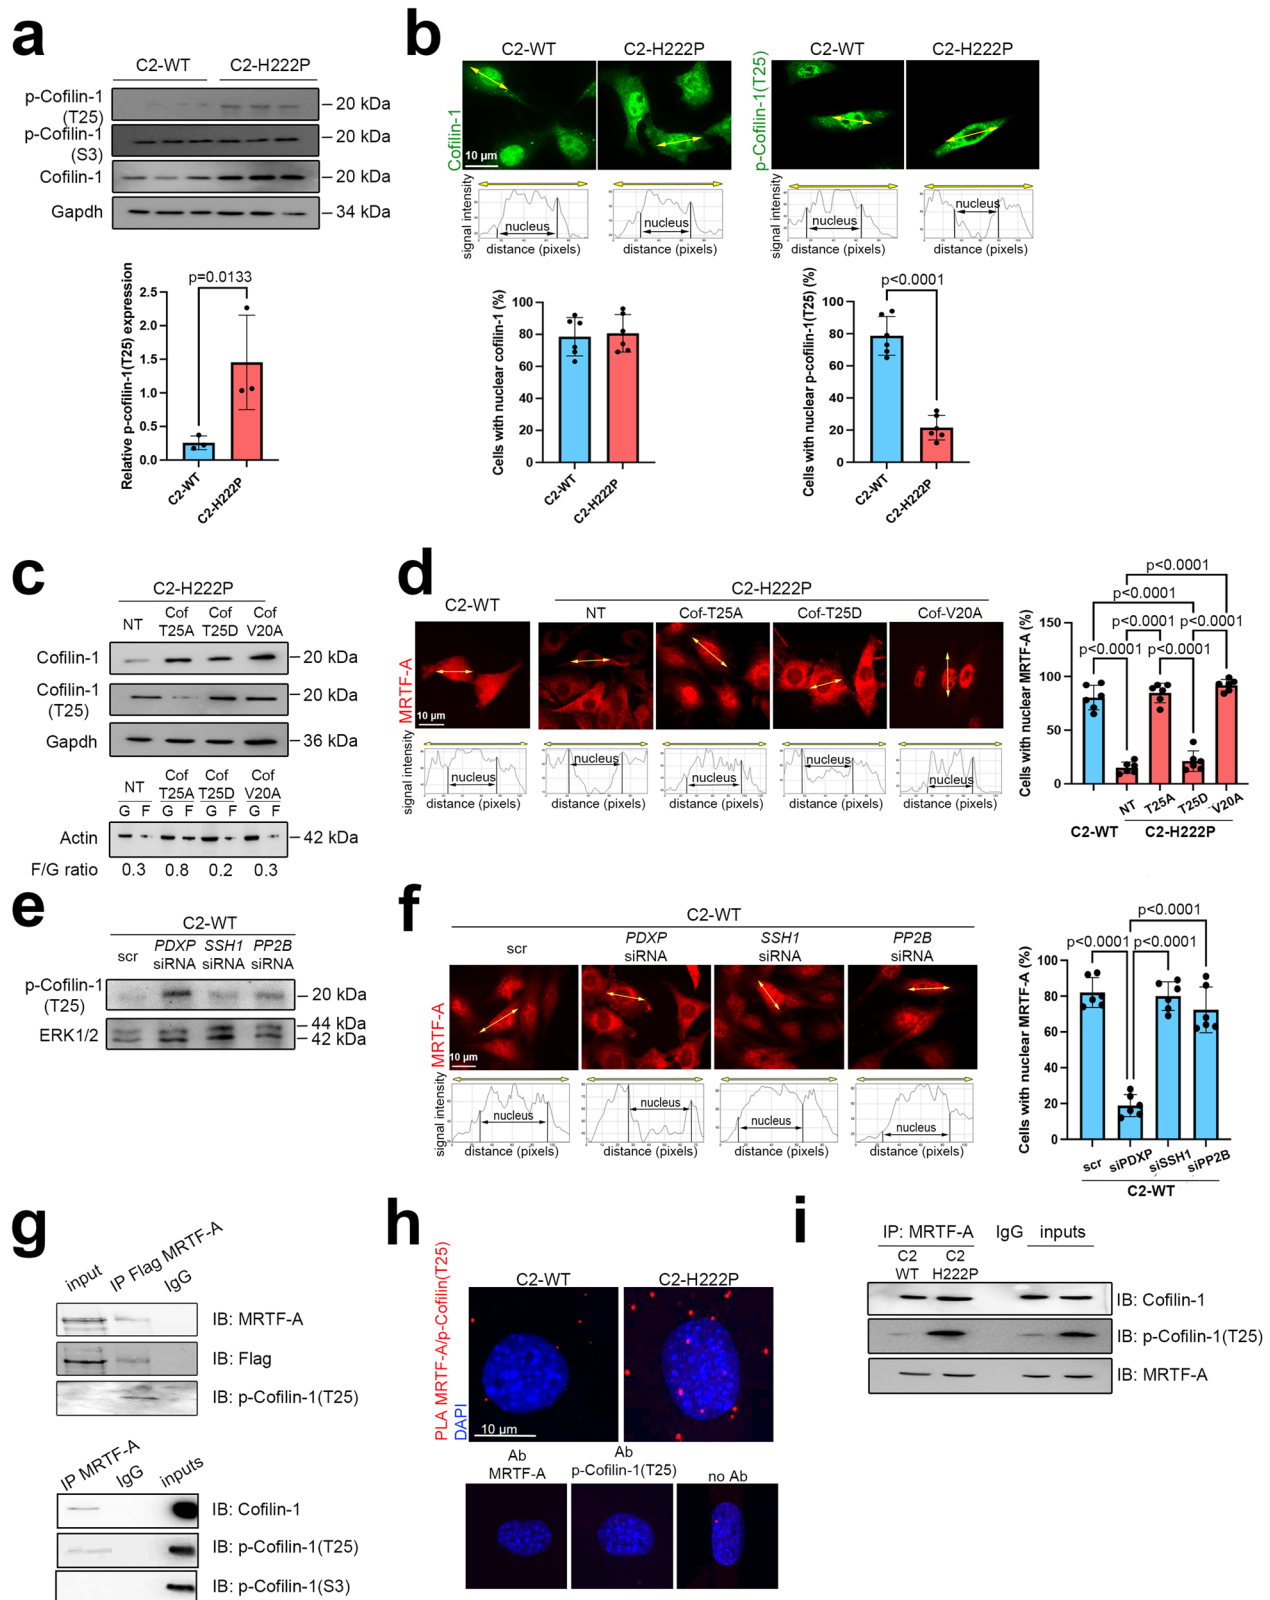 a
C2-WT C2-H222P
p-Cofilin-1
(T25)
20 kDa
p-Cofilin-1
(S3)
20 kDa
Cofilin-1
20 kDa
Gapdh
34 kDa
Relative p-cofilin-1(T25) expression
p=0.0133
2.5
2.0
1.5
1.0
0.5
0.0
C2-WT
C2-H222P
b
C2-WT C2-H222P
Cofilin-1
10 µm
signal intensity
nucleus nucleus
distance (pixels) distance (pixels)
C2-WT C2-H222P
p-Cofilin-1(T25)
signal intensity
nucleus nucleus
distance (pixels) distance (pixels)
Cells with nuclear cofilin-1 (%)
100
80
60
40
20
0
C2-WT
C2-H222P
Cells with nuclear p-cofilin-1(T25) (%)
p<0.0001
100
80
60
40
20
0
C2-WT
C2-H222P
c
C2-H222P
NT
Cof
T25A
Cof
T25D
Cof
V20A
Cofilin-1
20 kDa
Cofilin-1
(T25)
20 kDa
Gapdh
36 kDa
NT
Cof
T25A
Cof
T25D
Cof
V20A
G F G F G F G F
Actin
42 kDa
F/G ratio 0.3 0.8 0.2 0.3
d
C2-H222P
C2-WT NT Cof-T25A Cof-T25D Cof-V20A
MRTF-A
10 µm
signal intensity
nucleus nucleus nucleus nucleus nucleus
distance (pixels) distance (pixels) distance (pixels) distance (pixels) distance (pixels)
Cells with nuclear MRTF-A (%)
p<0.0001
p<0.0001
p<0.0001 p<0.0001
p<0.0001 p<0.0001
150
100
50
0
NT T25A T25D V20A
C2-WT C2-H222P
e
C2-WT
scr
PDXP
siRNA
SSH1
siRNA
PP2B
siRNA
p-Cofilin-1
(T25)
20 kDa
ERK1/2
44 kDa
42 kDa
f
C2-WT
scr
PDXP
siRNA
SSH1
siRNA
PP2B
siRNA
MRTF-A
10 µm
signal intensity
nucleus nucleus nucleus nucleus
distance (pixels) distance (pixels) distance (pixels) distance (pixels)
Cells with nuclear MRTF-A (%)
p<0.0001
p<0.0001 p<0.0001
100
80
60
40
20
0
scr siPDXP siSSH1 siPP2B
C2-WT
g
input IP Flag MRTF-A IgG
IB: MRTF-A
IB: Flag
IB: p-Cofilin-1(T25)
IP MRTF-A IgG inputs
IB: Cofilin-1
IB: p-Cofilin-1(T25)
IB: p-Cofilin-1(S3)
h
C2-WT C2-H222P
PLA MRTF-A/p-Cofilin(T25)
DAPI
10 µm
Ab
MRTF-A
Ab
p-Cofilin-1(T25)
no Ab
i
IP: MRTF-A IgG inputs
C2
WT
C2
H222P
IB: Cofilin-1
IB: p-Cofilin-1(T25)
IB: MRTF-A